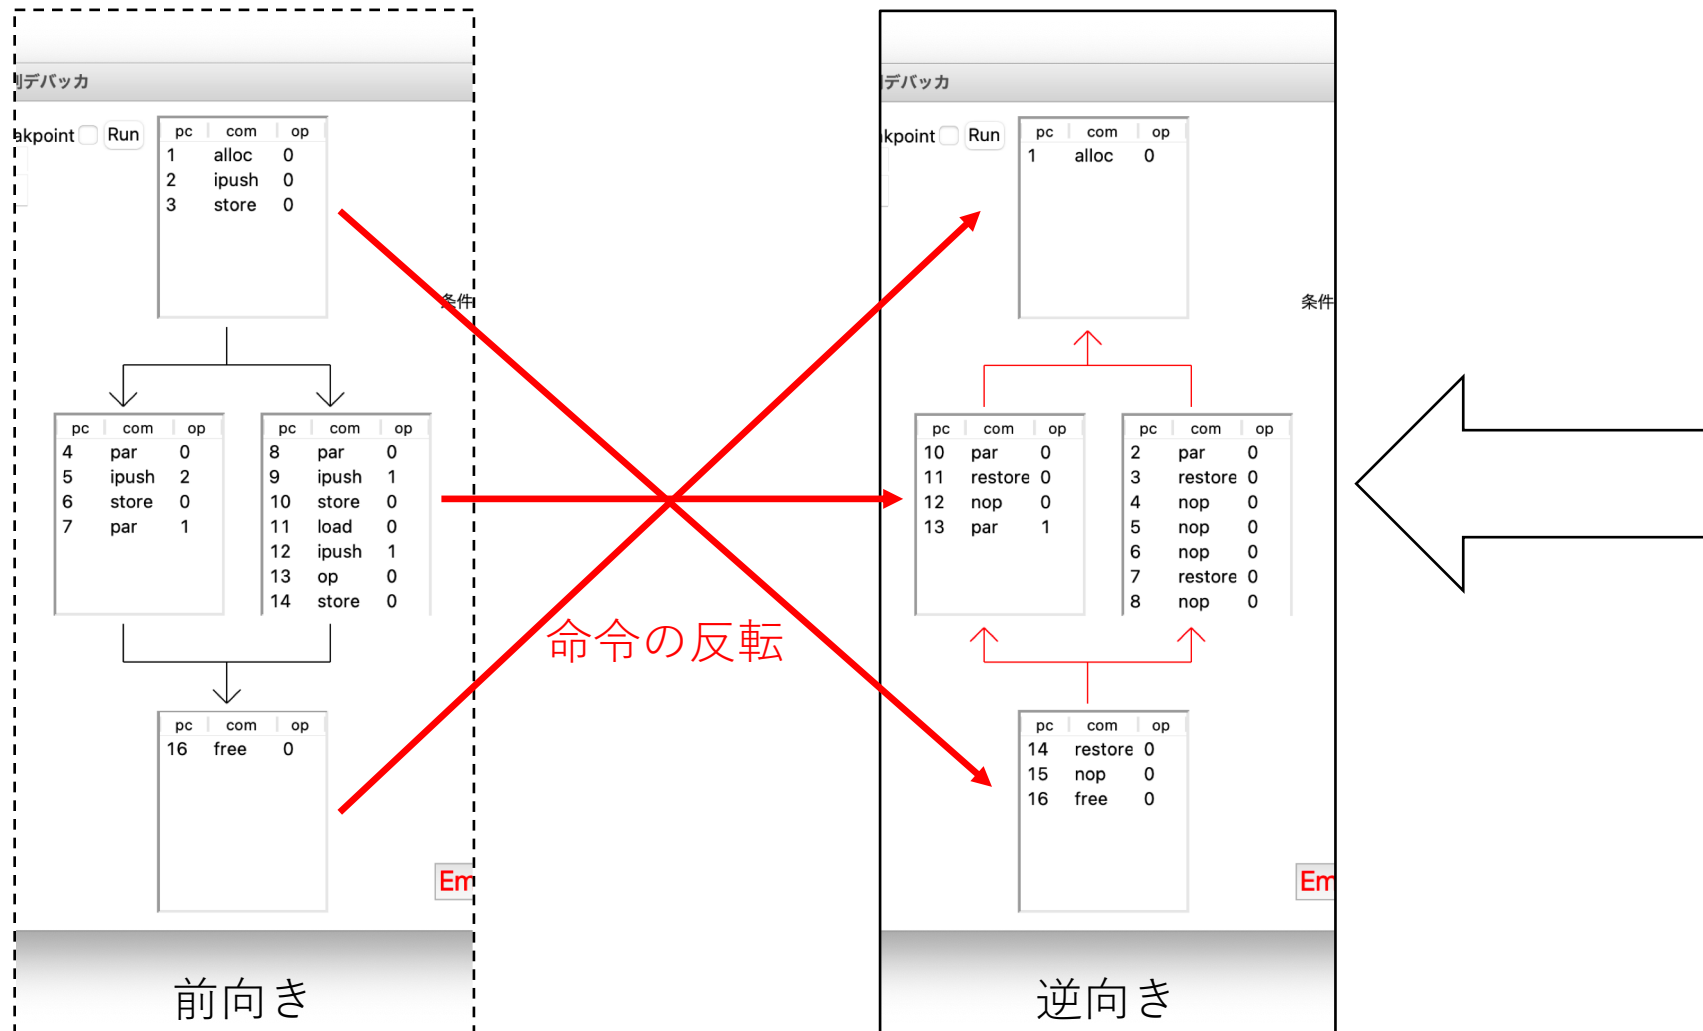 デバッカ
akpoint Run
pc com op
1 alloc 0
2 ipush 0
3 store 0
条件
pc com op
4 par 0
5 ipush 2
6 store 0
7 par 1
pc com op
8 par 0
9 ipush 1
10 store 0
11 load 0
12 ipush 1
13 op 0
14 store 0
pc com op
16 free 0
Em
前向き
命令の反転
デバッカ
kpoint Run
pc com op
1 alloc 0
条件
pc com op
10 par 0
11 restore 0
12 nop 0
13 par 1
pc com op
2 par 0
3 restore 0
4 nop 0
5 nop 0
6 nop 0
7 restore 0
8 nop 0
pc com op
14 restore 0
15 nop 0
16 free 0
Em
逆向き